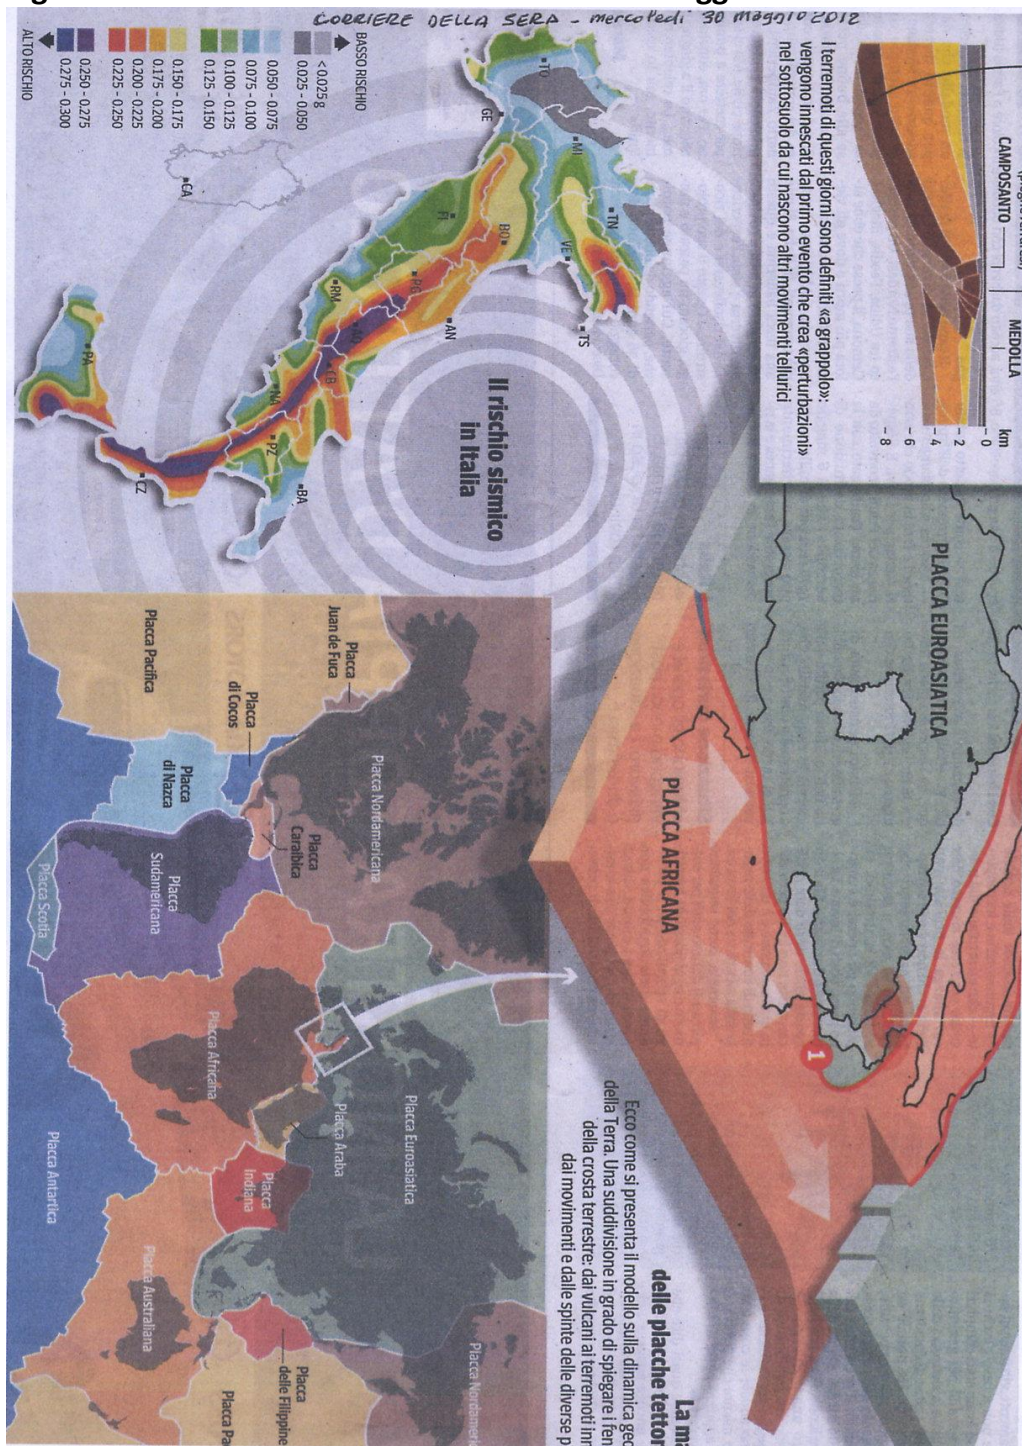 CORRIERE DELLA SERA - mercoledì 30 maggio 2012
CAMPOSANTO
MEDOLLA
km
- 0
- 2
- 4
- 6
- 8
I terremoti di questi giorni sono definiti «a grappolo»:
vengono innescati dal primo evento che crea «perturbazioni»
nel sottosuolo da cui nascono altri movimenti tellurici
BASSO RISCHIO
< 0.025 g
0.025 - 0.050
0.050 - 0.075
0.075 - 0.100
0.100 - 0.125
0.125 - 0.150
0.150 - 0.175
0.175 - 0.200
0.200 - 0.225
0.225 - 0.250
0.250 - 0.275
0.275 - 0.300
ALTO RISCHIO
Il rischio sismico
in Italia
TO
MI
TN
GE
VE
TS
BO
FI
AN
PG
RM
AQ
CB
NA
BA
PZ
CZ
PA
CA
PLACCA EUROASIATICA
PLACCA AFRICANA
1
La ma
delle placche tettor
Ecco come si presenta il modello sulla dinamica geo
della Terra. Una suddivisione in grado di spiegare i fen
della crosta terrestre: dai vulcani ai terremoti inn
dai movimenti e dalle spinte delle diverse p
Placca
Juan de Fuca
Placca
di Cocos
Placca Pacifica
Placca Nordamericana
Placca
Caraibica
Placca
di Nazca
Placca
Sudamericana
Placca Scotia
Placca Euroasiatica
Placca Araba
Placca Africana
Placca
Indiana
Placca Antartica
Placca Australiana
Placca
delle Filippine
Placca Nordameri
Placca Pa